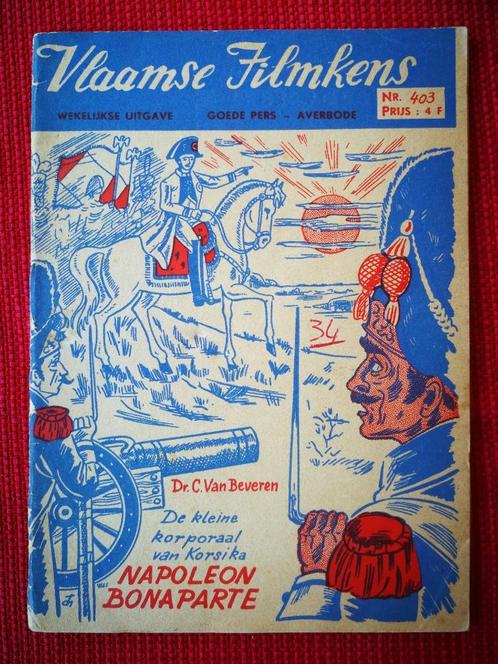 Vlaamse Filmkens
WEKELIJKSE UITGAVE GOEDE PERS – AVERBODE
NR. 403
PRIJS : 4 F
34
Dr. C. Van Beveren
De kleine
korporaal
van Korsika
NAPOLEON
BONAPARTE